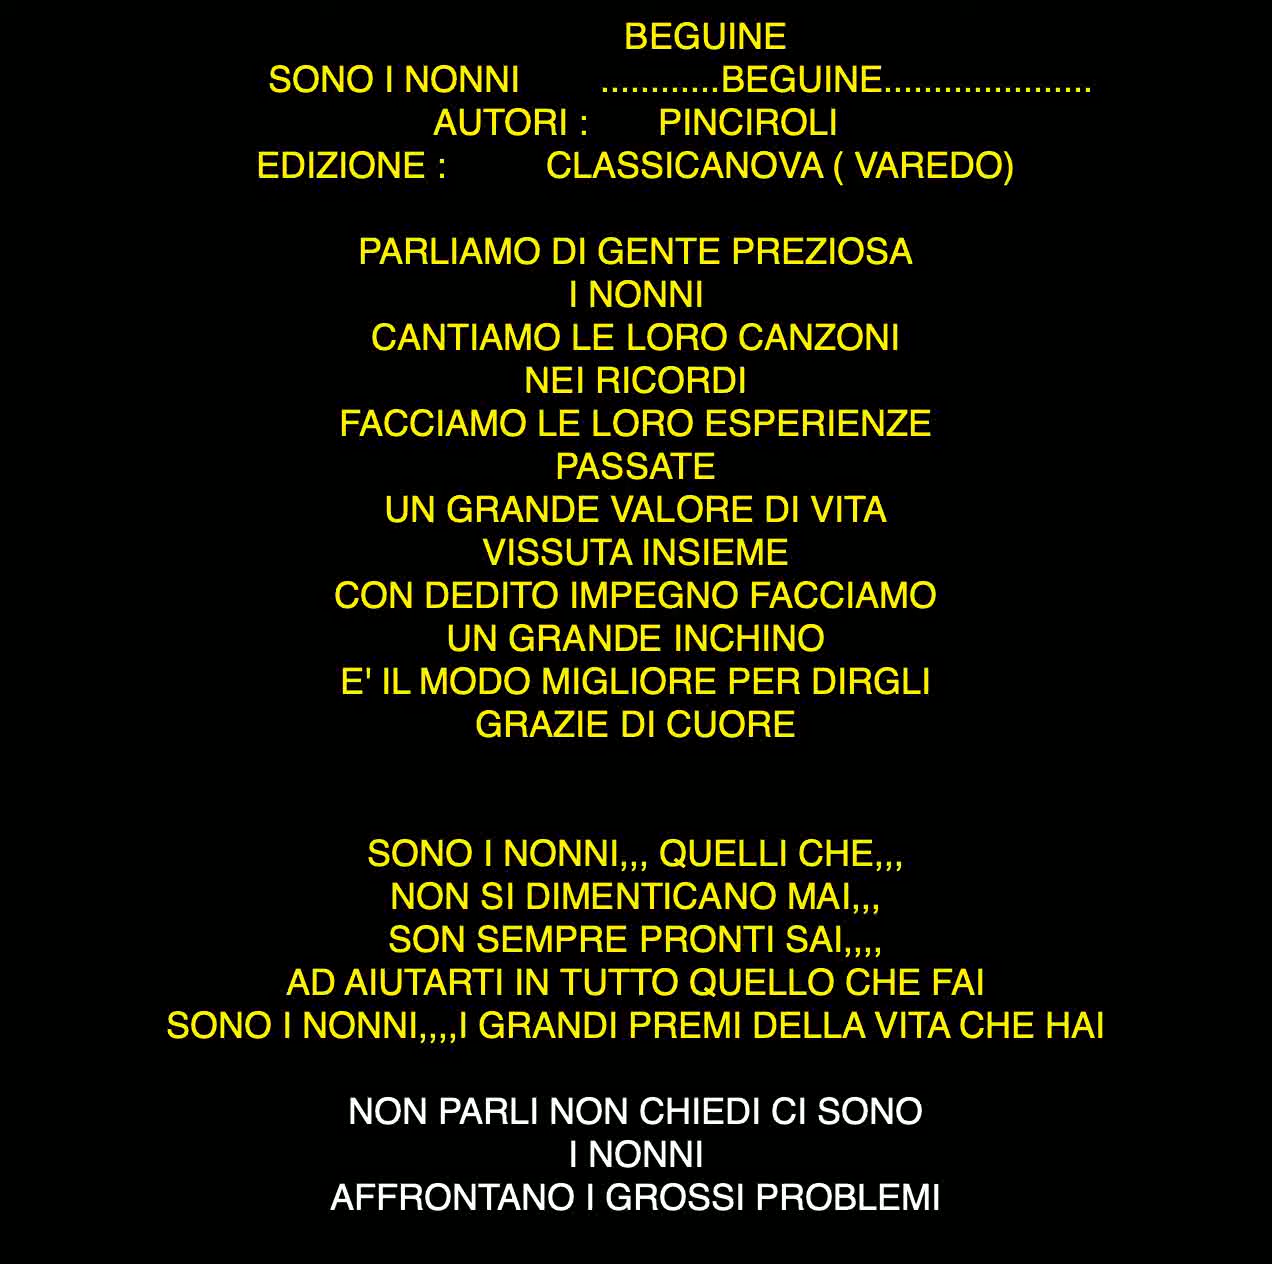 BEGUINE
SONO I NONNI ............BEGUINE.....................
AUTORI : PINCIROLI
EDIZIONE : CLASSICANOVA ( VAREDO)
PARLIAMO DI GENTE PREZIOSA
I NONNI
CANTIAMO LE LORO CANZONI
NEI RICORDI
FACCIAMO LE LORO ESPERIENZE
PASSATE
UN GRANDE VALORE DI VITA
VISSUTA INSIEME
CON DEDITO IMPEGNO FACCIAMO
UN GRANDE INCHINO
E' IL MODO MIGLIORE PER DIRGLI
GRAZIE DI CUORE
SONO I NONNI,,, QUELLI CHE,,,
NON SI DIMENTICANO MAI,,,
SON SEMPRE PRONTI SAI,,,,
AD AIUTARTI IN TUTTO QUELLO CHE FAI
SONO I NONNI,,,,I GRANDI PREMI DELLA VITA CHE HAI
NON PARLI NON CHIEDI CI SONO
I NONNI
AFFRONTANO I GROSSI PROBLEMI